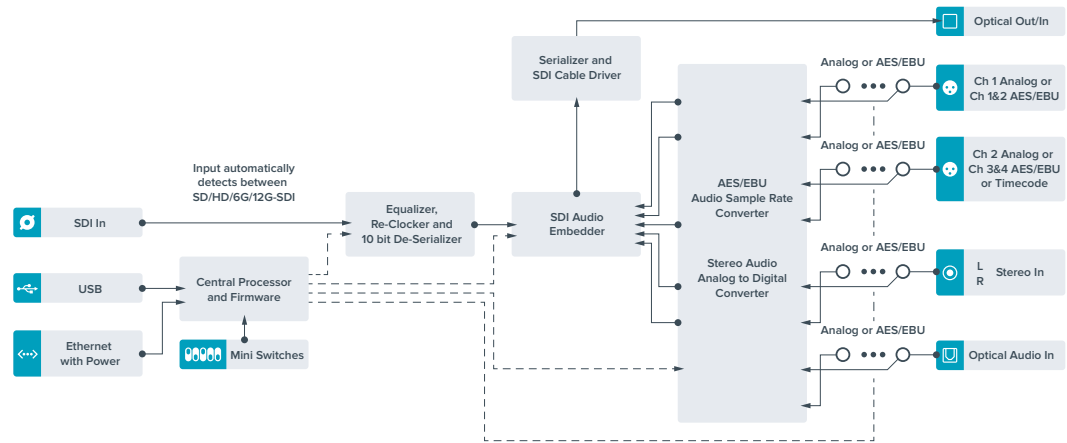 Optical Out/In
Serializer and
SDI Cable Driver
Analog or AES/EBU
Ch 1 Analog or
Ch 1&2 AES/EBU
Analog or AES/EBU
Ch 2 Analog or
Ch 3&4 AES/EBU
or Timecode
Input automatically
detects between
SD/HD/6G/12G-SDI
AES/EBU
Audio Sample Rate
Converter
SDI In
Equalizer,
Re-Clocker and
10 bit De-Serializer
SDI Audio
Embedder
Stereo Audio
Analog to Digital
Converter
Analog or AES/EBU
L
R
Stereo In
USB
Central Processor
and Firmware
Ethernet
with Power
Mini Switches
Analog or AES/EBU
Optical Audio In